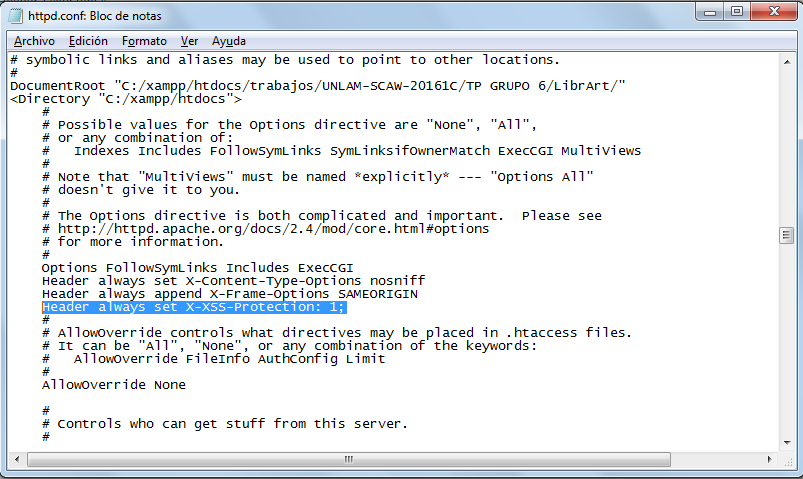 httpd.conf: Bloc de notas
Archivo Edición Formato Ver Ayuda
# symbolic links and aliases may be used to point to other locations.
#
DocumentRoot "C:/xampp/htdocs/trabajos/UNLAM-SCAW-20161C/TP GRUPO 6/LibrArt/"
<Directory "C:/xampp/htdocs">
    #
    # Possible values for the Options directive are "None", "All",
    # or any combination of:
    #   Indexes Includes FollowSymLinks SymLinksifOwnerMatch ExecCGI MultiViews
    #
    # Note that "MultiViews" must be named *explicitly* --- "Options All"
    # doesn't give it to you.
    #
    # The Options directive is both complicated and important.  Please see
    # http://httpd.apache.org/docs/2.4/mod/core.html#options
    # for more information.
    #
    Options FollowSymLinks Includes ExecCGI
    Header always set X-Content-Type-Options nosniff
    Header always append X-Frame-Options SAMEORIGIN
    Header always set X-XSS-Protection: 1;
    #
    # AllowOverride controls what directives may be placed in .htaccess files.
    # It can be "All", "None", or any combination of the keywords:
    #   AllowOverride FileInfo AuthConfig Limit
    #
    AllowOverride None

    #
    # Controls who can get stuff from this server.
    #